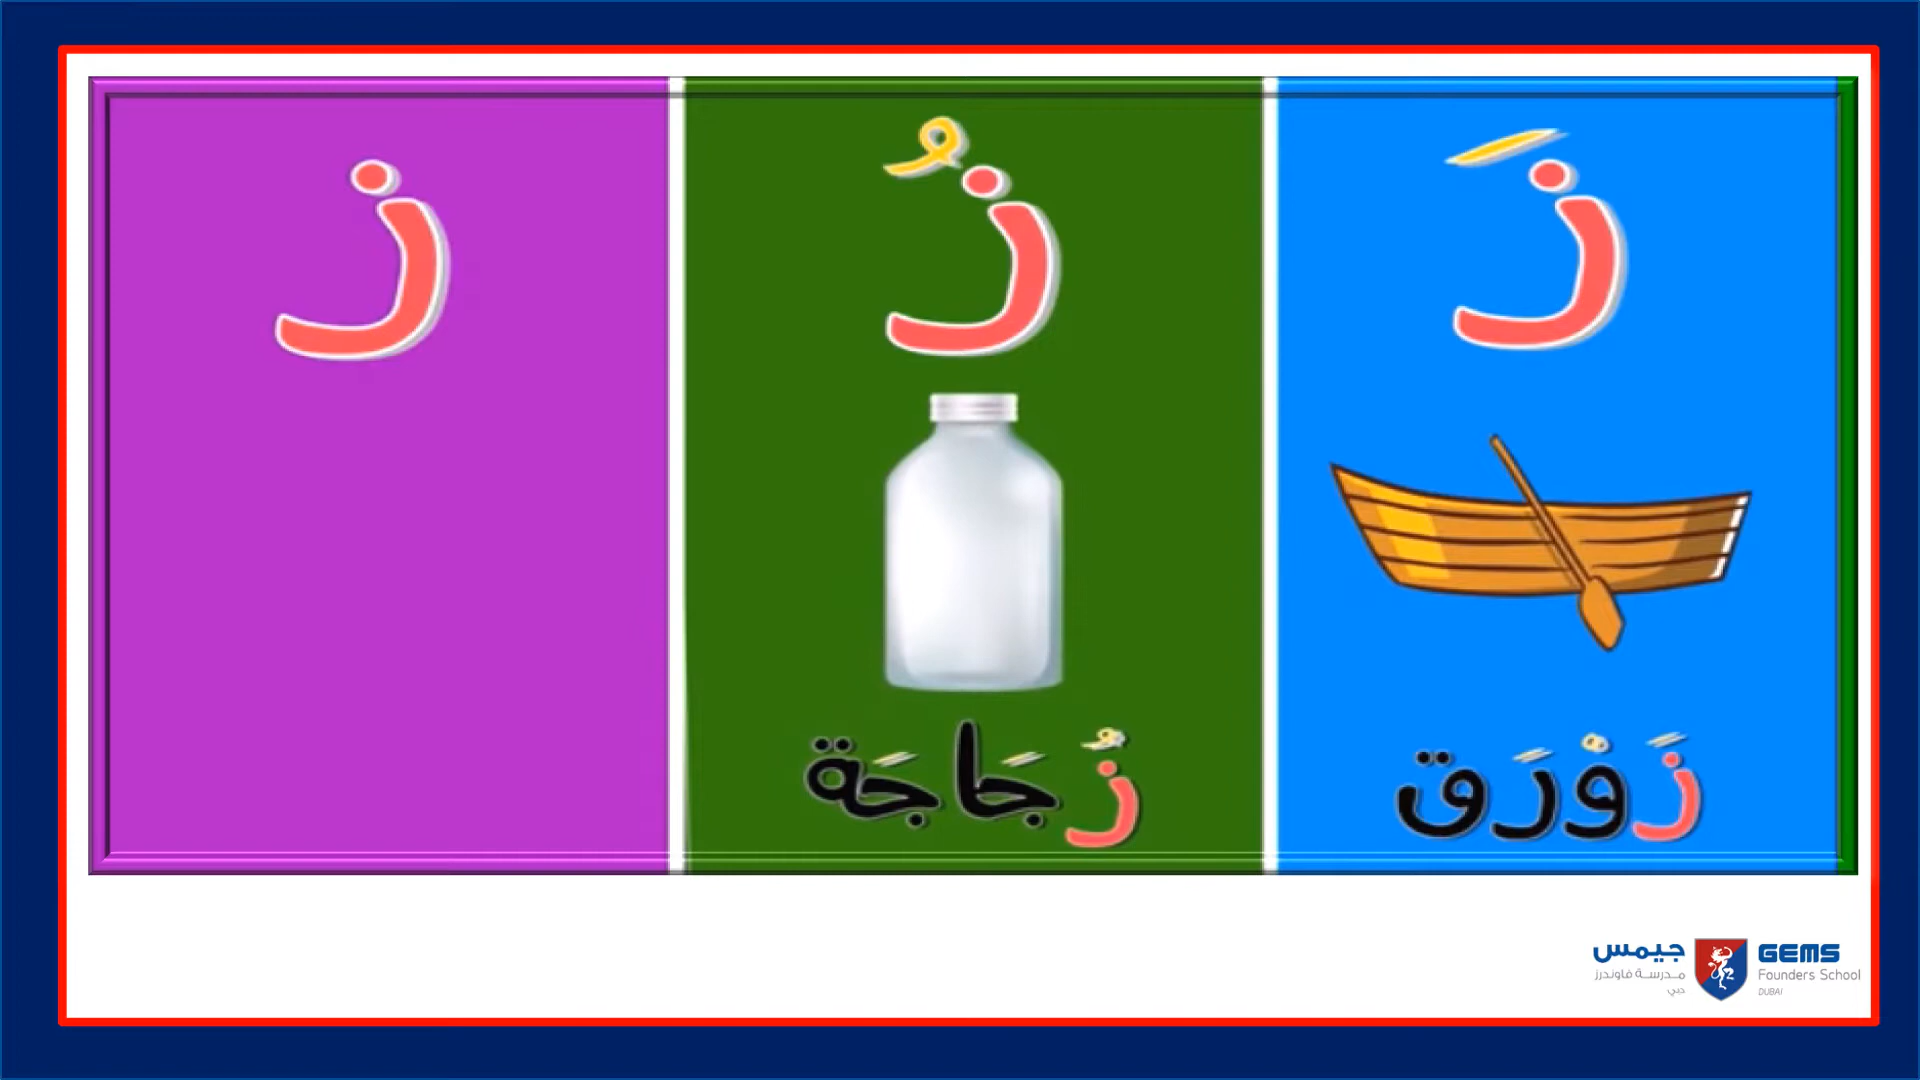 زَ
زُ
ز
زَوْرَق
زُجَاجَة
جيمس
مدرسة فاوندرز
دبي
GEMS
Founders School
DUBAI